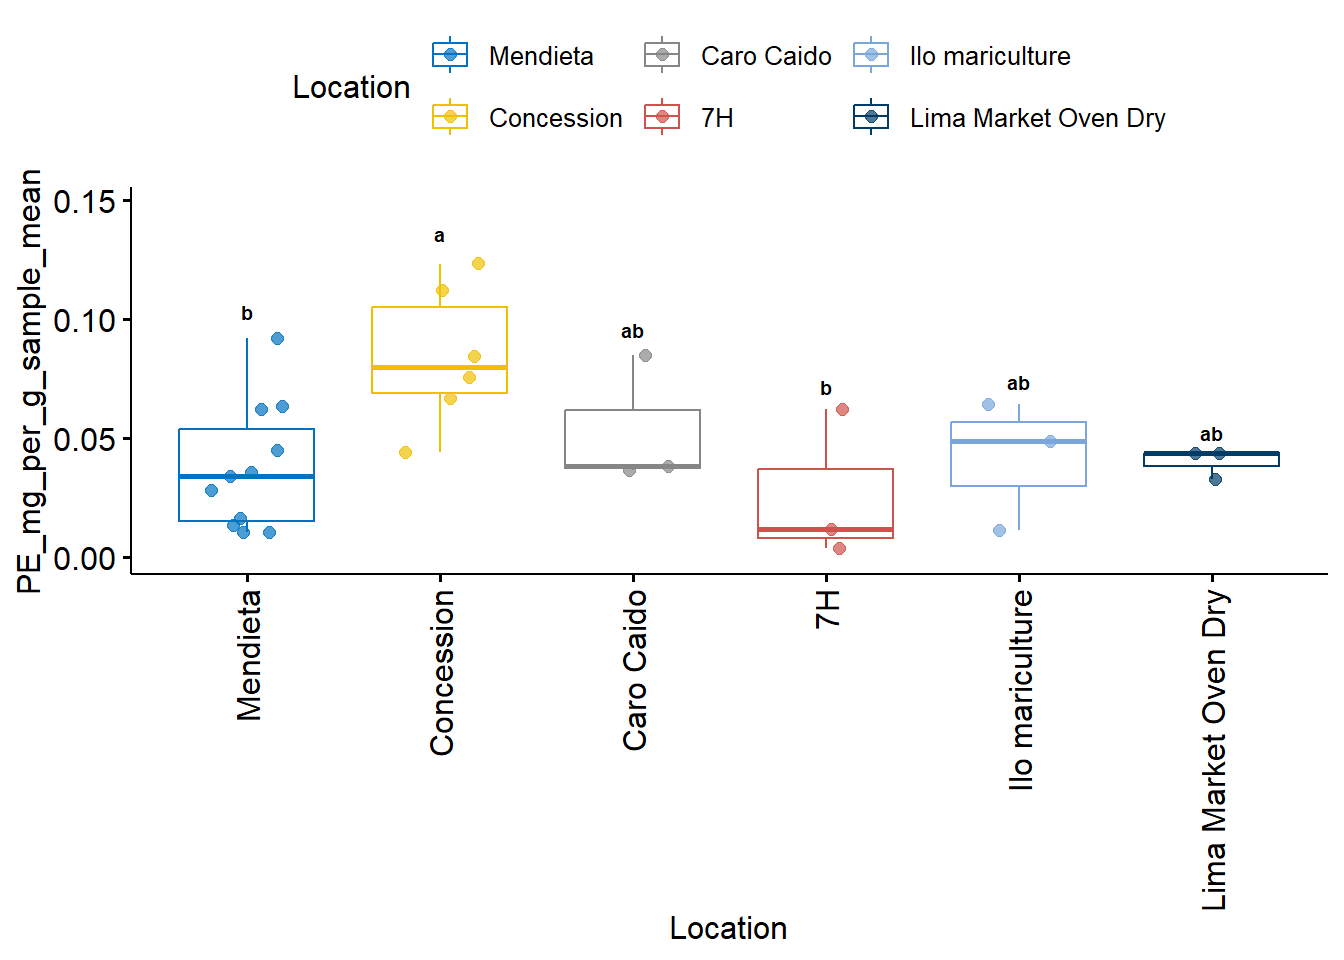 Location
Mendieta
Caro Caido
Ilo mariculture
Concession
7H
Lima Market Oven Dry
PE_mg_per_g_sample_mean
0.15
0.10
0.05
0.00
b
a
ab
b
ab
ab
Mendieta
Concession
Caro Caido
7H
Ilo mariculture
Lima Market Oven Dry
Location